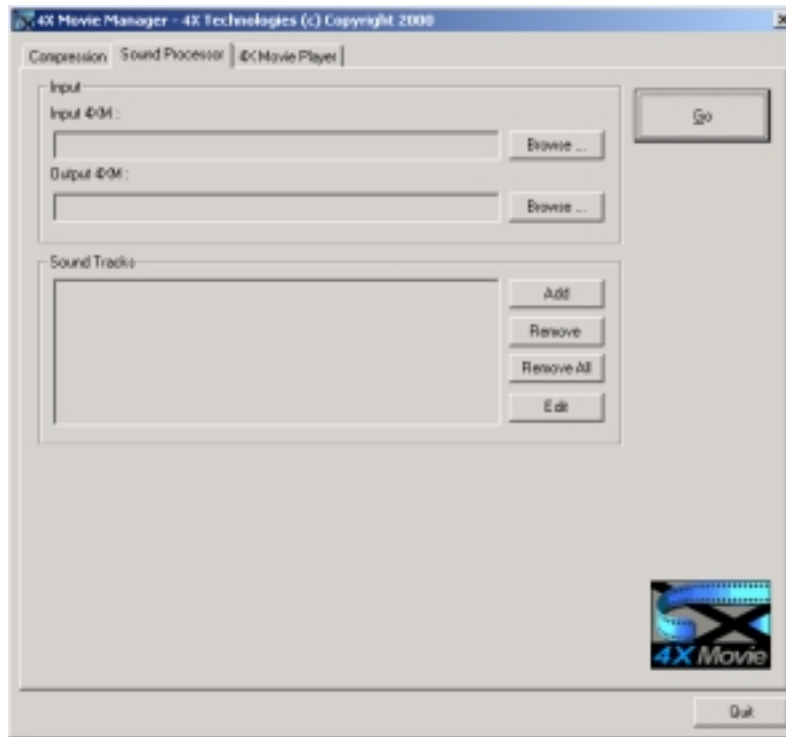 4X Movie Manager - 4X Technologies (c) Copyright 2000
Compression Sound Processor 4X Movie Player
Input
Input 4XM :
Browse ...
Go
Output 4XM :
Browse ...
Sound Tracks
Add
Remove
Remove All
Edit
4X Movie
Quit